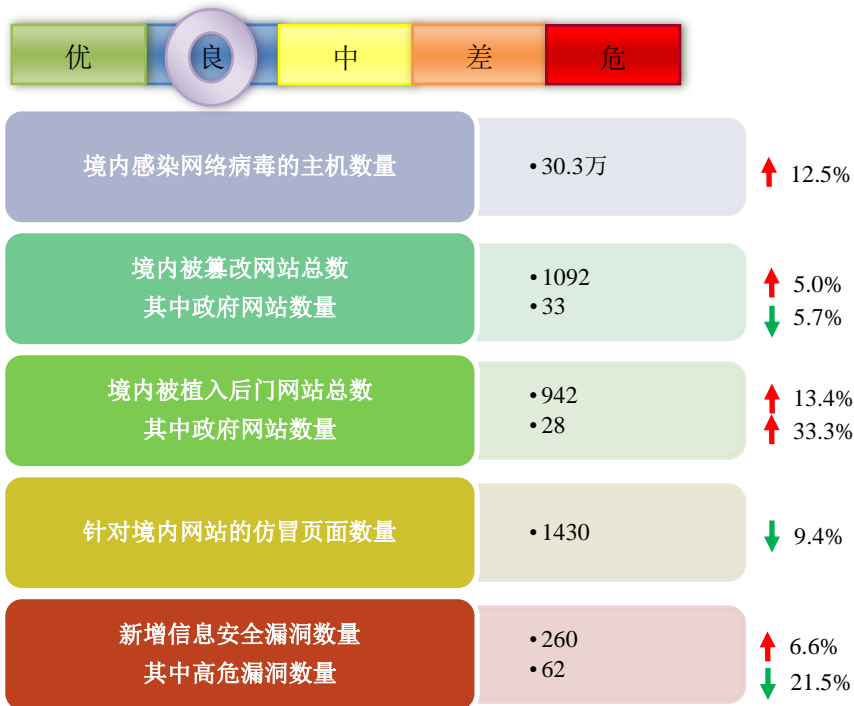 优 良 中 差 危
境内感染网络病毒的主机数量
•30.3万
12.5%
境内被篡改网站总数
其中政府网站数量
•1092
•33
5.0%
5.7%
境内被植入后门网站总数
其中政府网站数量
•942
•28
13.4%
33.3%
针对境内网站的仿冒页面数量
•1430
9.4%
新增信息安全漏洞数量
其中高危漏洞数量
•260
•62
6.6%
21.5%